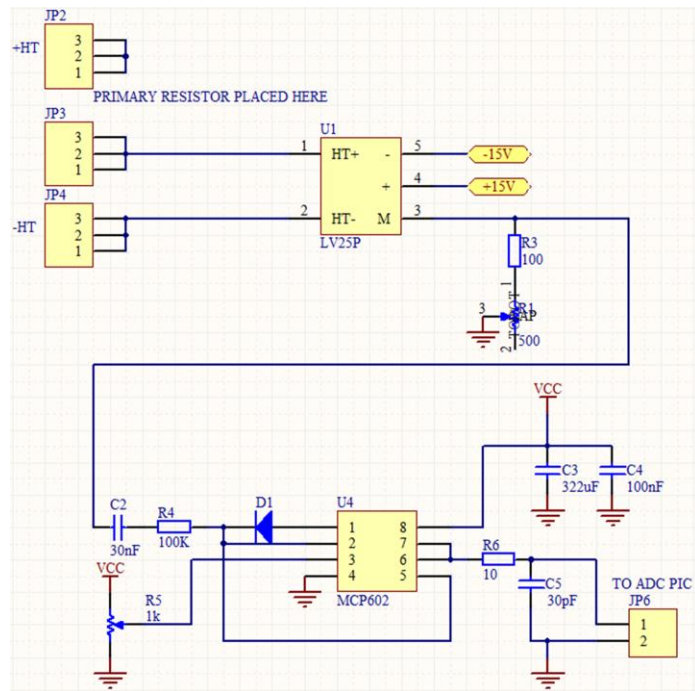 JP2
+HT
3
2
1
PRIMARY RESISTOR PLACED HERE
JP3
3
2
1
JP4
-HT
3
2
1
U1
1 HT+ - 5 -15V
+ 4 +15V
2 HT- M 3
LV25P
R3
100
1
3
R1
2
500
VCC
C3
322uF
C4
100nF
C2
30nF
R4
100K
D1
U4
1 8
2 7
3 6
4 5
MCP602
VCC
R5
1k
R6
10
C5
30pF
TO ADC PIC
JP6
1
2